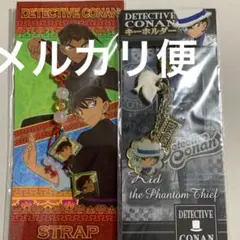 DETECTIVE CONAN
メルカリ便
STRAP
DETECTIVE CONAN
キーホルダー
Detective Conan
Kid
the Phantom Thief
DETECTIVE
CONAN